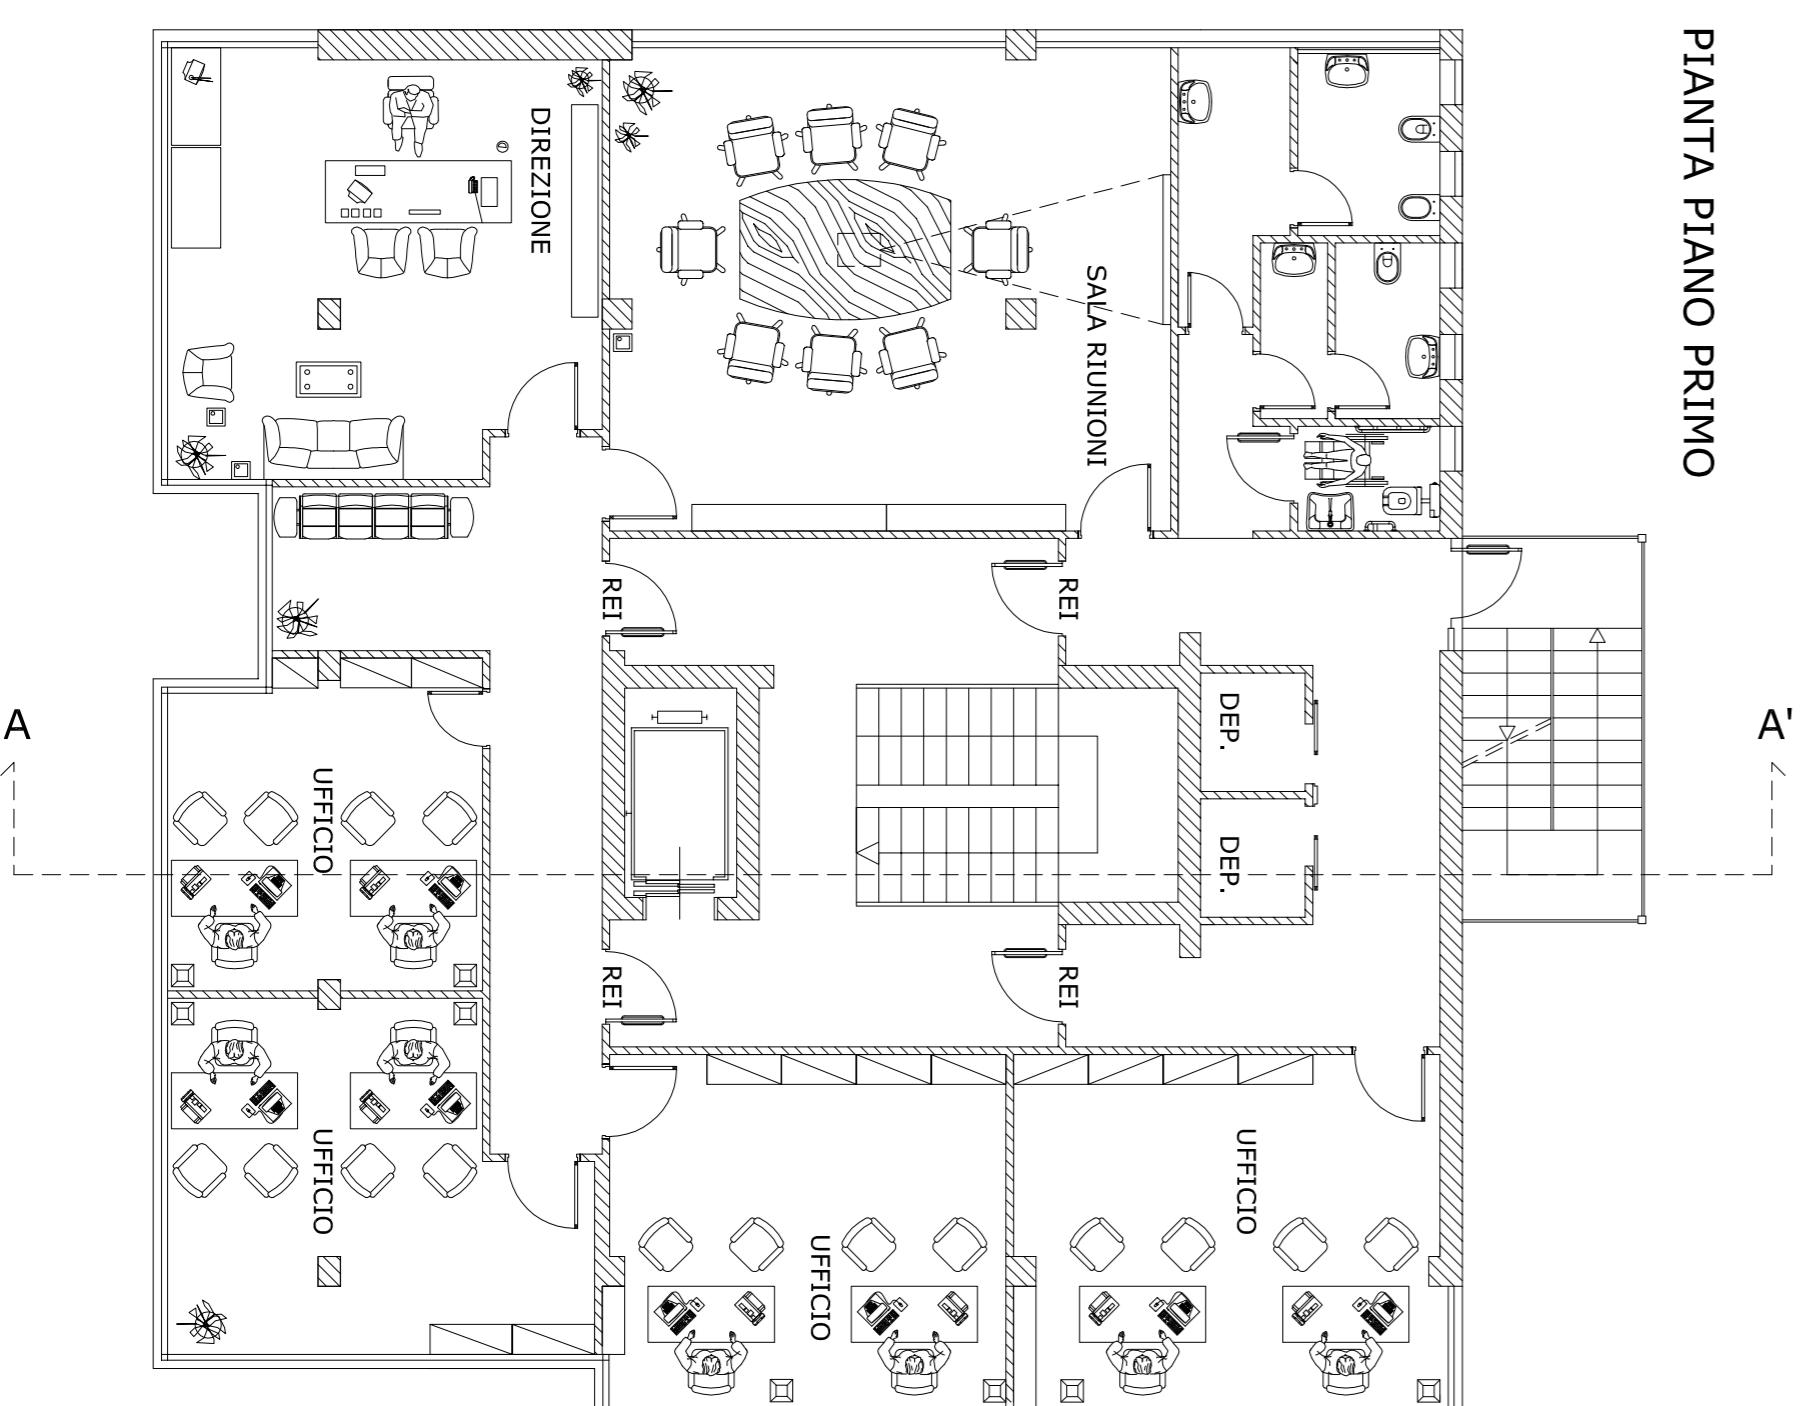 PIANTA PIANO PRIMO
DIREZIONE
SALA RIUNIONI
REI
REI
DEP.
DEP.
A
A'
UFFICIO
REI
REI
UFFICIO
UFFICIO
UFFICIO